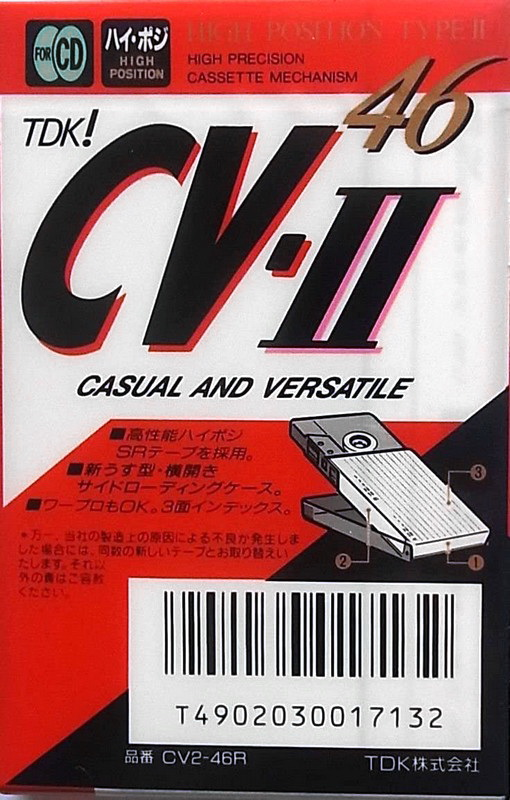 FOR CD
ハイ・ポジ
HIGH
POSITION
HIGH POSITION TYPE II
HIGH PRECISION
CASSETTE MECHANISM
46
TDK!
CV・II
CASUAL AND VERSATILE
■高性能ハイポジ
SRテープを採用。
■新うす型・横開き
サイドローディングケース。
■ワープロもOK。3面インデックス。
*万一、当社の製造上の原因による不良が発生しま
した場合には、同数の新しいテープとお取り替えい
たします。それ以
外の責はご容赦
ください。
3
2
1
T4902030017132
品番 CV2-46R
TDK株式会社